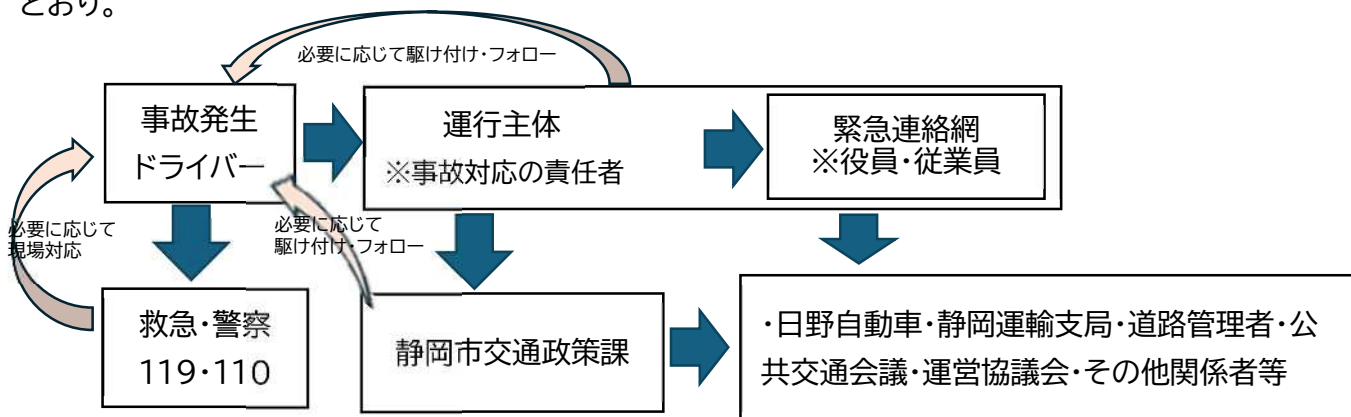 とおり。
必要に応じて駆け付け・フォロー
事故発生
ドライバー
運行主体
※事故対応の責任者
緊急連絡網
※役員・従業員
必要に応じて
現場対応
必要に応じて
駆け付け・フォロー
救急・警察
119・110
静岡市交通政策課
・日野自動車・静岡運輸支局・道路管理者・公
共交通会議・運営協議会・その他関係者等